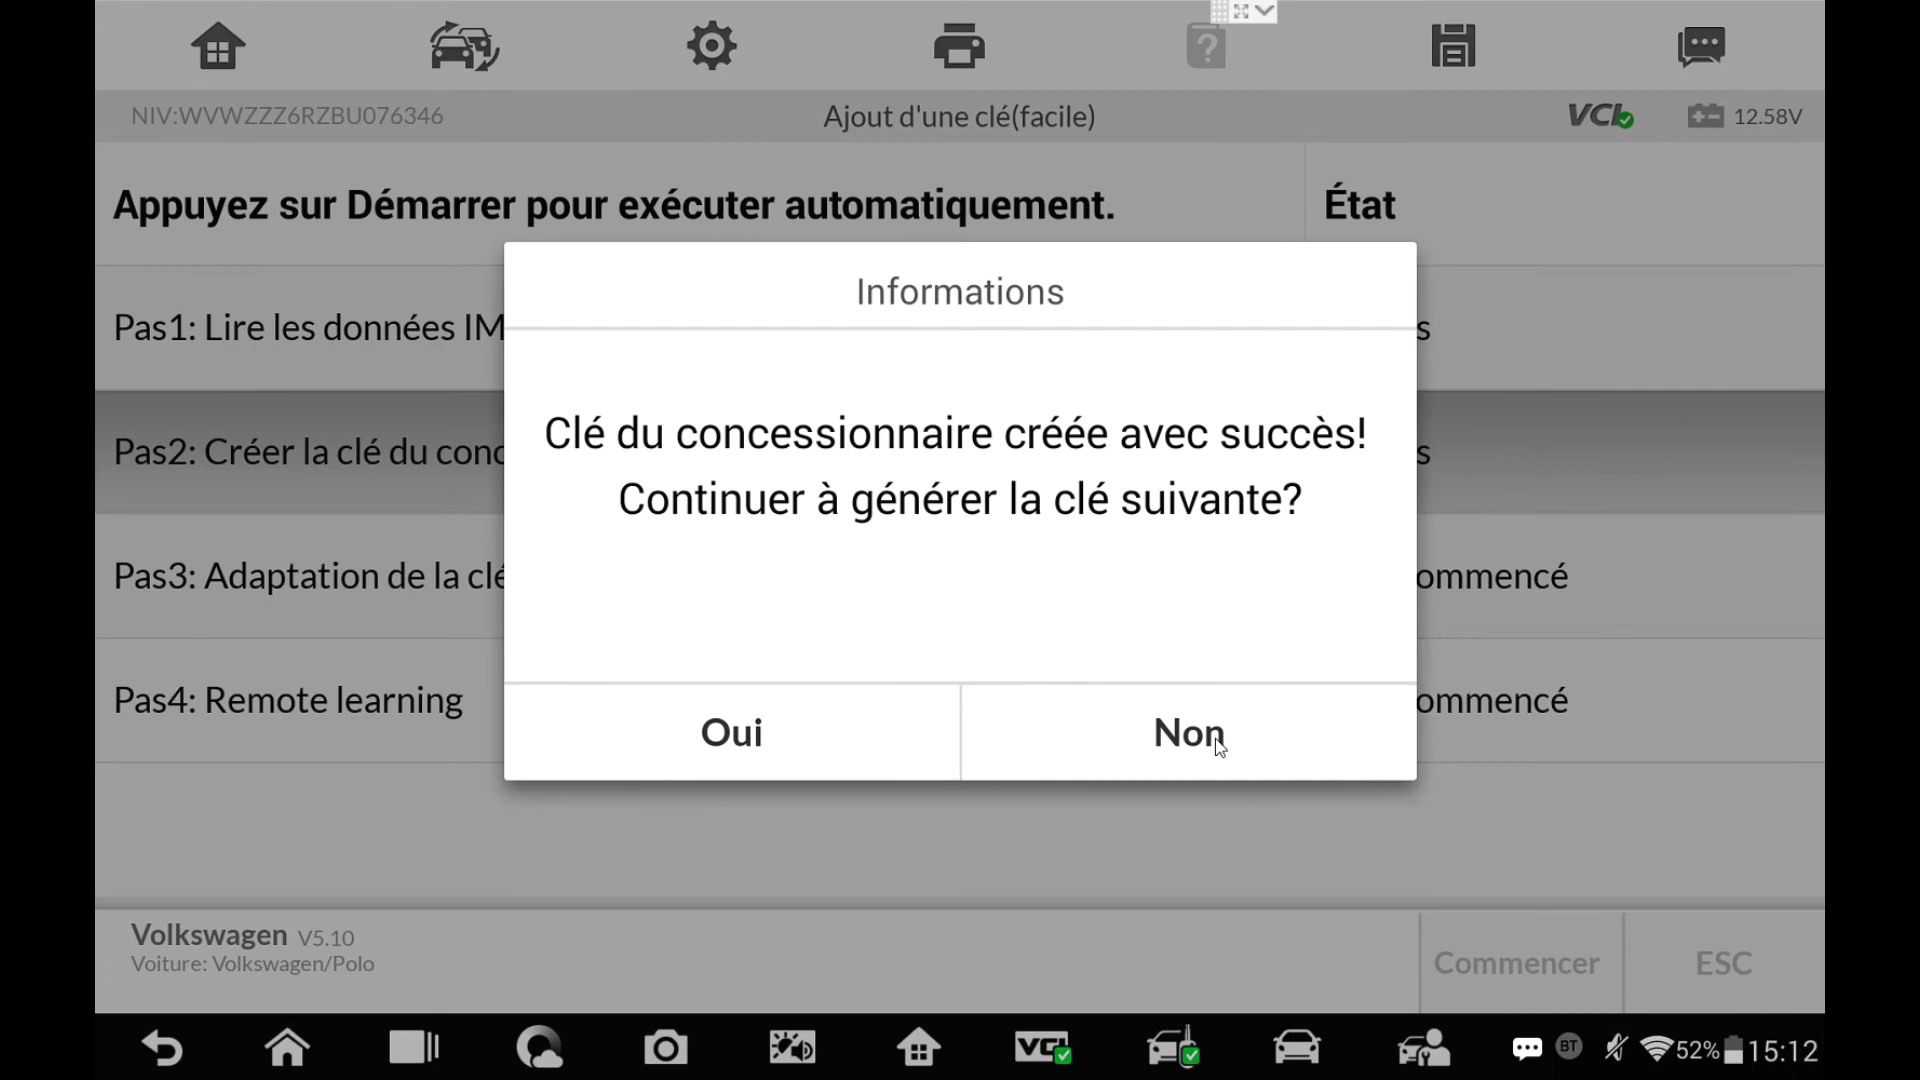 NIV:WVWZZZ6RZBU076346
Ajout d'une clé(facile)
VCI
12.58V
Appuyez sur Démarrer pour exécuter automatiquement.
État
Pas1: Lire les données IM
s
Pas2: Créer la clé du conc
s
Pas3: Adaptation de la clé
ommencé
Pas4: Remote learning
ommencé
Informations
Clé du concessionnaire créée avec succès!
Continuer à générer la clé suivante?
Oui
Non
Volkswagen V5.10
Voiture: Volkswagen/Polo
Commencer
ESC
VCI
BT
52%
15:12